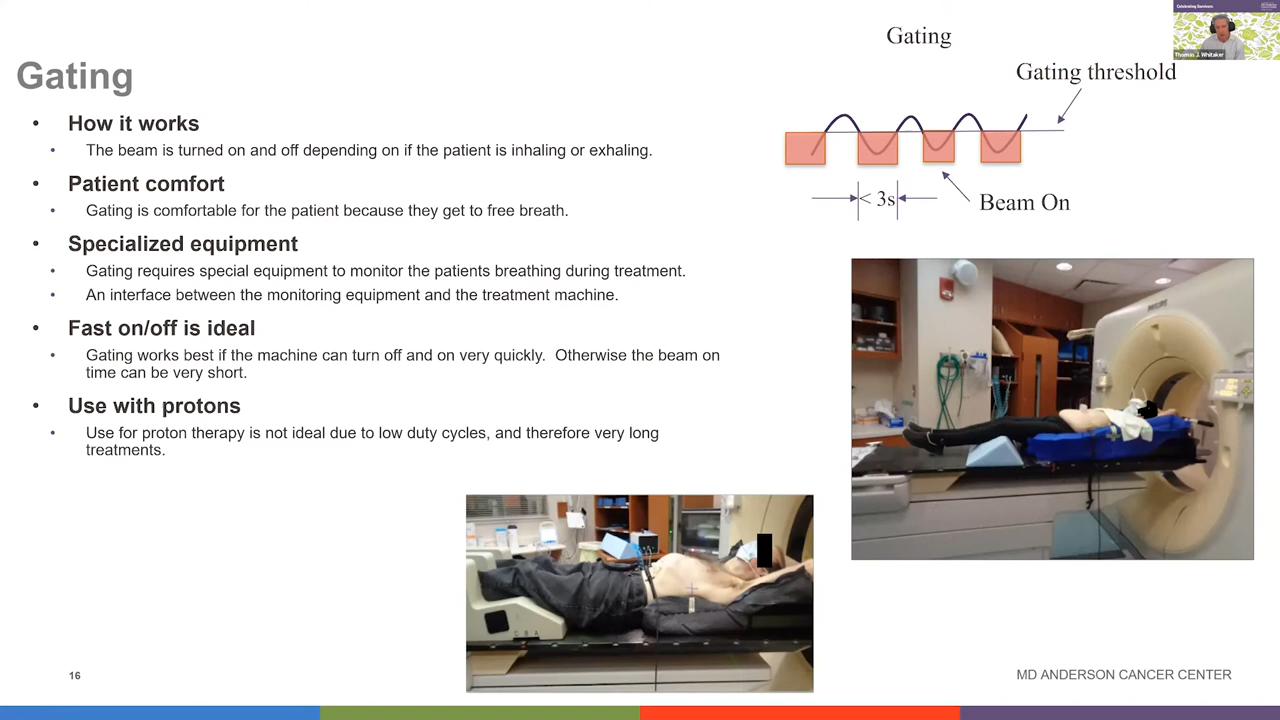 Celebrating Survivors
Thomas J. Whitaker
Gating
Gating
Gating threshold
• How it works
• The beam is turned on and off depending on if the patient is inhaling or exhaling.
• Patient comfort
• Gating is comfortable for the patient because they get to free breath.
• Specialized equipment
• Gating requires special equipment to monitor the patients breathing during treatment.
• An interface between the monitoring equipment and the treatment machine.
• Fast on/off is ideal
• Gating works best if the machine can turn off and on very quickly. Otherwise the beam on
time can be very short.
• Use with protons
• Use for proton therapy is not ideal due to low duty cycles, and therefore very long
treatments.
< 3s
Beam On
PHILIPS
C B A
16
MD ANDERSON CANCER CENTER